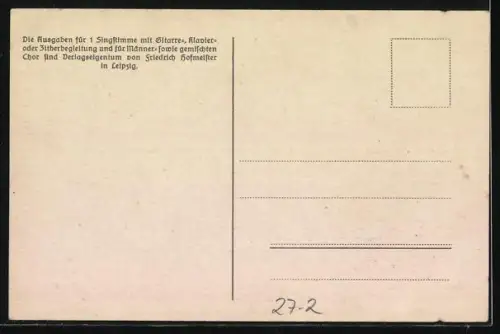 Die Ausgaben für 1 Singstimme mit Gitarre-, Klavier-
oder Zitherbegleitung und für Männer- sowie gemischten
Chor sind Verlagseigentum von Friedrich Hofmeister
in Leipzig.
27-2